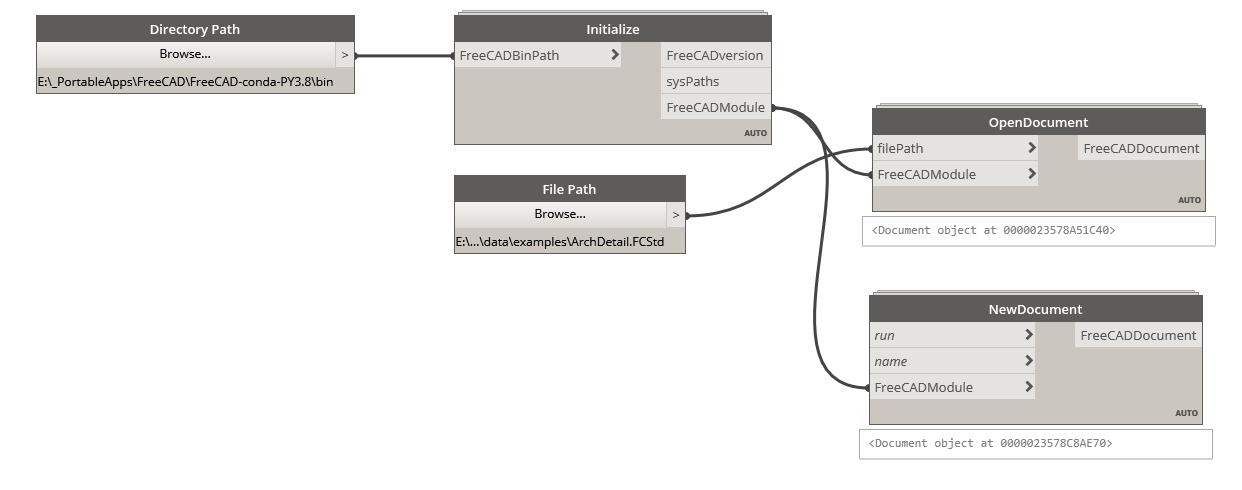 Directory Path
Browse...
>
E:\_PortableApps\FreeCAD\FreeCAD-conda-PY3.8\bin
Initialize
FreeCADBinPath > FreeCADversion
sysPaths
FreeCADModule
AUTO
File Path
Browse...
>
E:\...\data\examples\ArchDetail.FCStd
OpenDocument
filePath > FreeCADDocument
FreeCADModule >
AUTO
<Document object at 0000023578A51C40>
NewDocument
run > FreeCADDocument
name >
FreeCADModule >
AUTO
<Document object at 0000023578C8AE70>